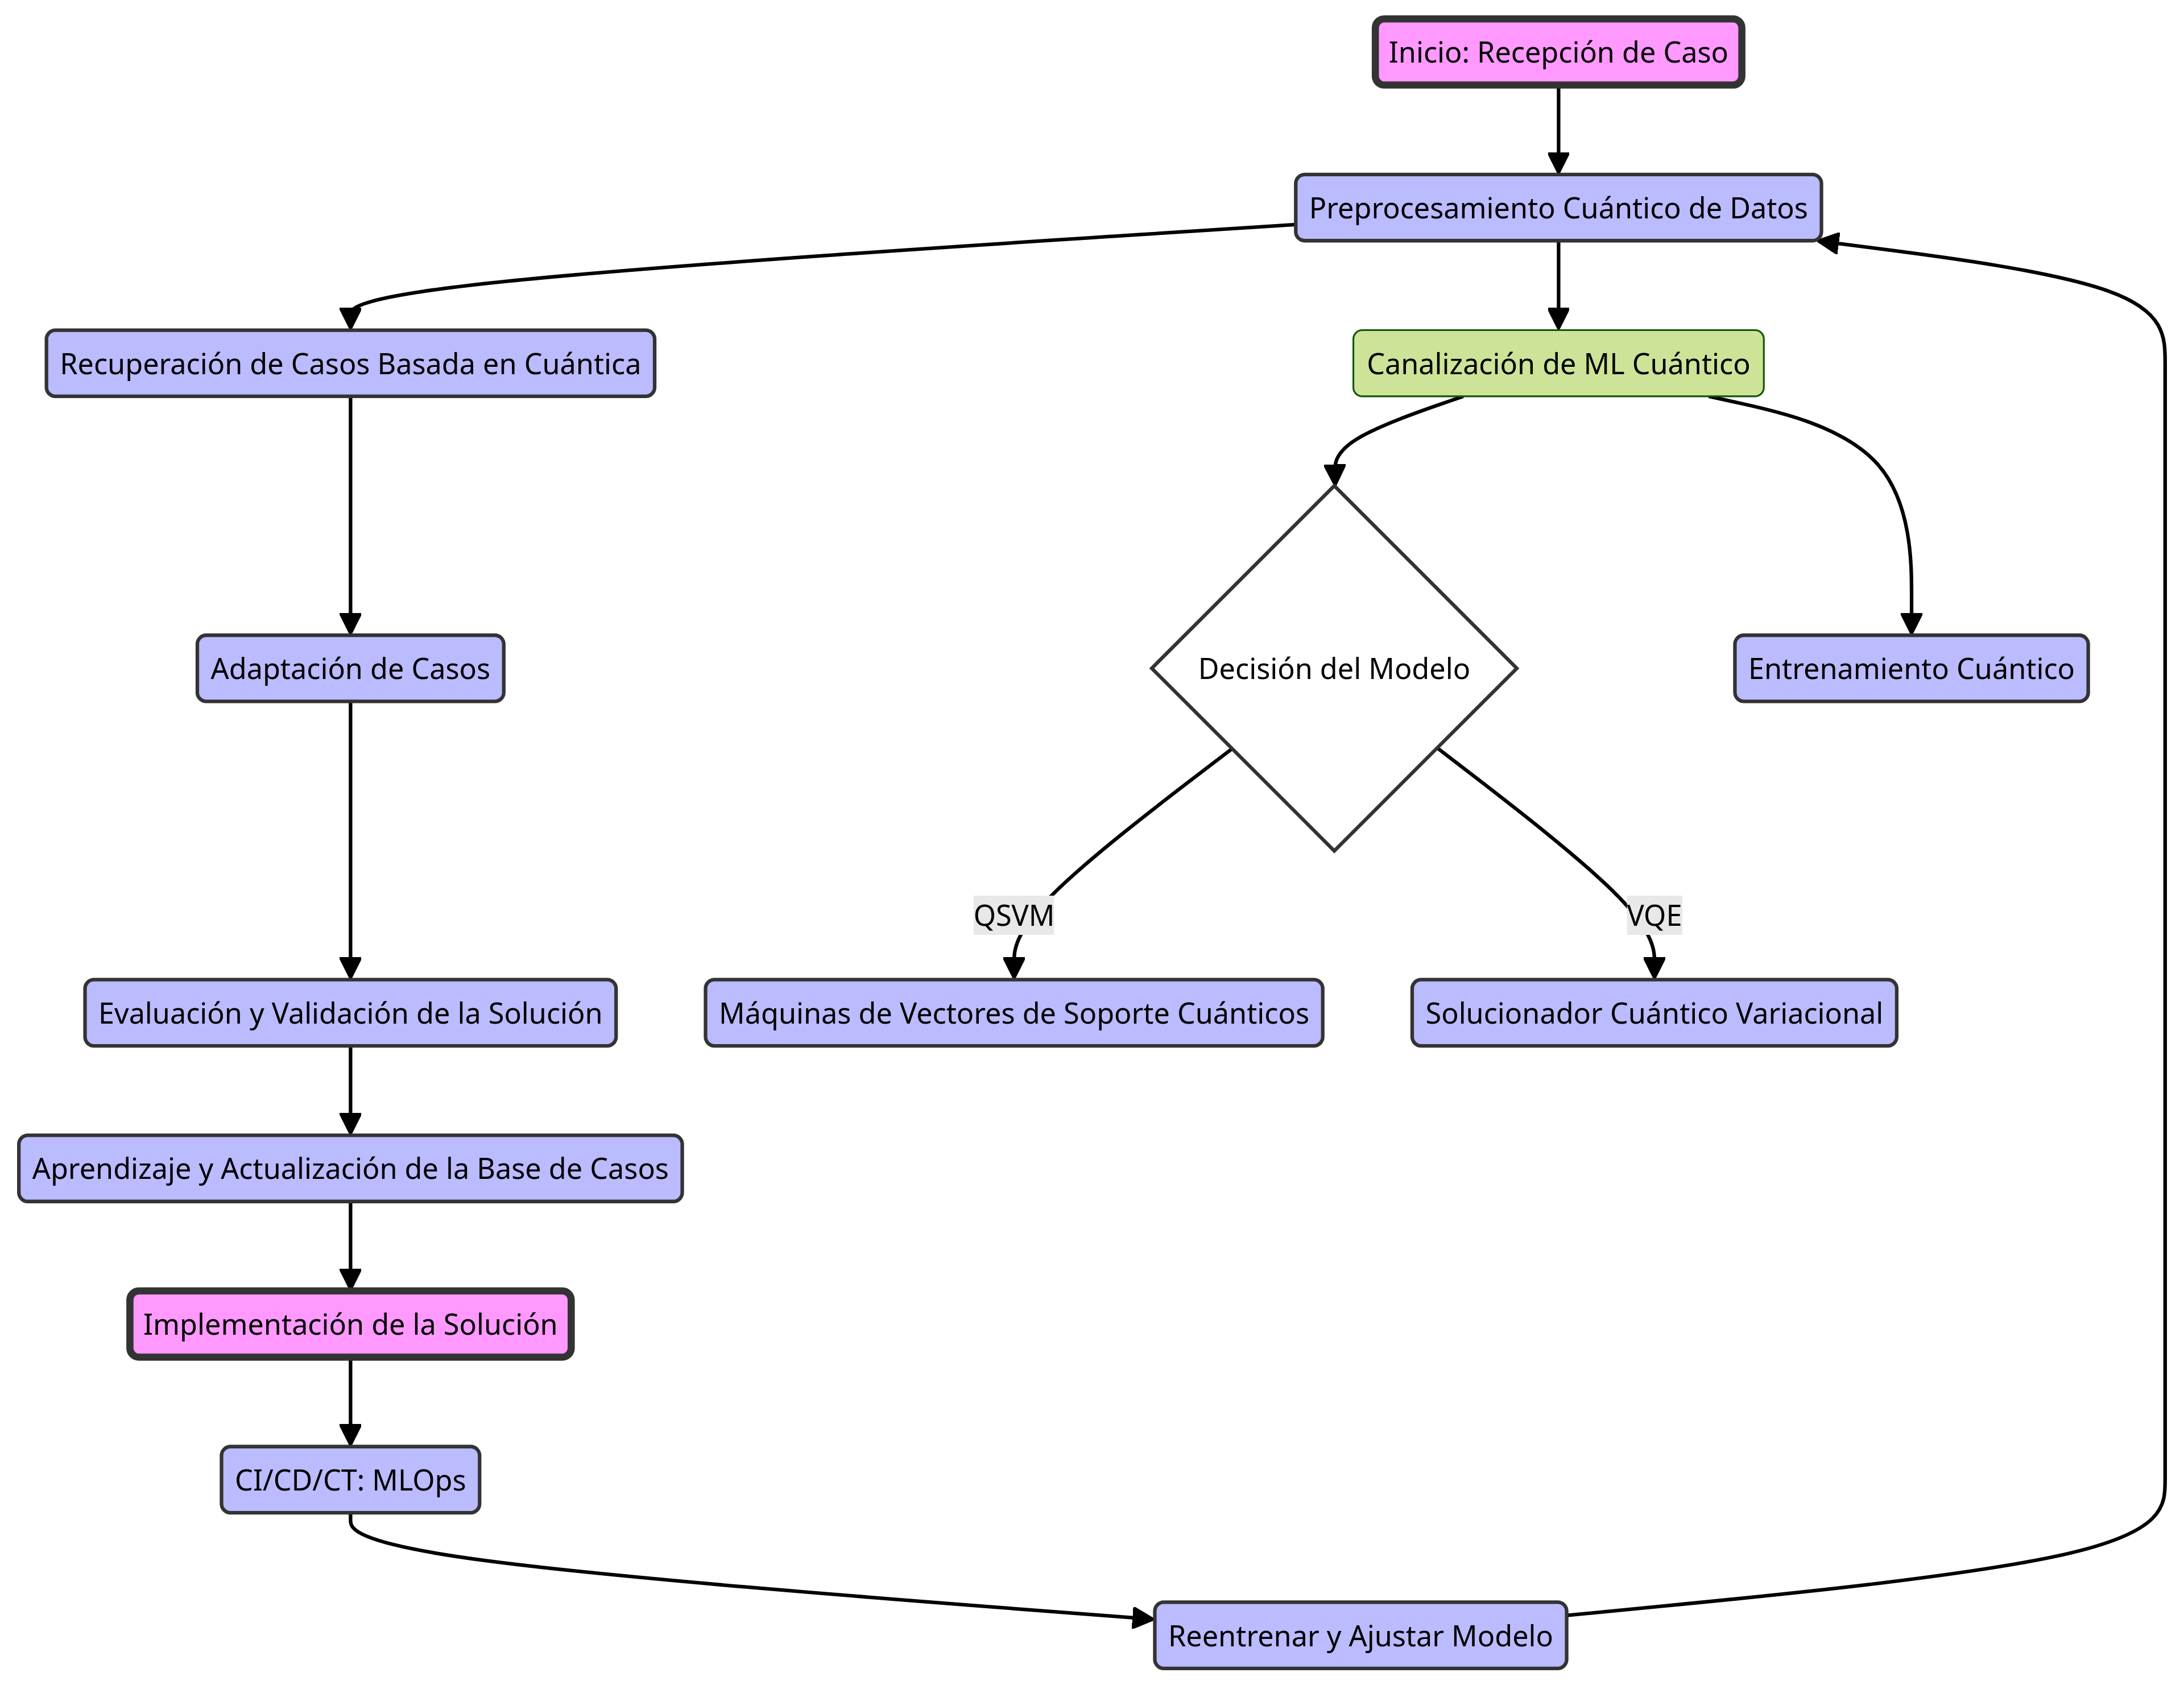 Inicio: Recepción de Caso
Preprocesamiento Cuántico de Datos
Recuperación de Casos Basada en Cuántica
Canalización de ML Cuántico
Adaptación de Casos
Decisión del Modelo
Entrenamiento Cuántico
QSVM
VQE
Evaluación y Validación de la Solución
Máquinas de Vectores de Soporte Cuánticos
Solucionador Cuántico Variacional
Aprendizaje y Actualización de la Base de Casos
Implementación de la Solución
CI/CD/CT: MLOps
Reentrenar y Ajustar Modelo